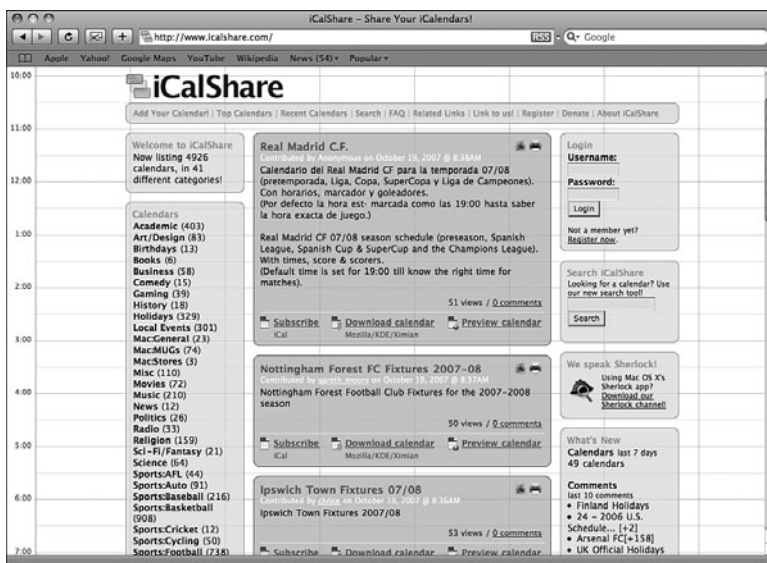 iCalShare – Share Your iCalendars!
http://www.icalshare.com/
RSS
Google
Apple Yahoo! Google Maps YouTube Wikipedia News (54) Popular
10:00
11:00
12:00
1:00
2:00
3:00
4:00
5:00
6:00
7:00
iCalShare
Add Your Calendar! | Top Calendars | Recent Calendars | Search | FAQ | Related Links | Link to us! | Register | Donate | About iCalShare
Welcome to iCalShare
Now listing 4926
calendars, in 41
different categories!
Calendars
Academic (403)
Art/Design (83)
Birthdays (13)
Books (6)
Business (58)
Comedy (15)
Gaming (39)
History (18)
Holidays (329)
Local Events (301)
Mac:General (23)
Mac:MUGs (74)
Mac:Stores (3)
Misc (110)
Movies (72)
Music (210)
News (12)
Politics (26)
Radio (33)
Religion (159)
Sci-Fi/Fantasy (21)
Science (64)
Sports:AFL (44)
Sports:Auto (91)
Sports:Baseball (216)
Sports:Basketball
(908)
Sports:Cricket (12)
Sports:Cycling (50)
Sports:Football (738)
Real Madrid C.F.
Contributed by Anonymous on October 19, 2007 @ 8:38AM
Calendario del Real Madrid CF para la temporada 07/08
(pretemporada, Liga, Copa, SuperCopa y Liga de Campeones).
Con horarios, marcador y goleadores.
(Por defecto la hora est- marcada como las 19:00 hasta saber
la hora exacta de juego.)
Real Madrid CF 07/08 season schedule (preseason, Spanish
League, Spanish Cup & SuperCup and the Champions League).
With times, score & scorers.
(Default time is set for 19:00 till know the right time for
matches).
51 views / 0 comments
Subscribe Download calendar Preview calendar
iCal Mozilla/KDE/Ximian
Nottingham Forest FC Fixtures 2007-08
Contributed by gareth_moore on October 19, 2007 @ 8:37AM
Nottingham Forest Football Club Fixtures for the 2007-2008
season
50 views / 0 comments
Subscribe Download calendar Preview calendar
iCal Mozilla/KDE/Ximian
Ipswich Town Fixtures 07/08
Contributed by on October 19, 2007 @ 8:36AM
Ipswich Town Fixtures 2007/08
53 views / 0 comments
Subscribe Download calendar Preview calendar
Login
Username:
Password:
Login
Not a member yet?
Register now.
Search iCalShare
Looking for a calendar? Use
our new search tool!
Search
We speak Sherlock!
Using Mac OS X's
Sherlock app?
Download our
Sherlock channel!
What's New
Calendars last 7 days
49 calendars
Comments
last 10 comments
• Finland Holidays
• 24 – 2006 U.S.
Schedule... [+2]
• Arsenal FC[+158]
• UK Official Holidays